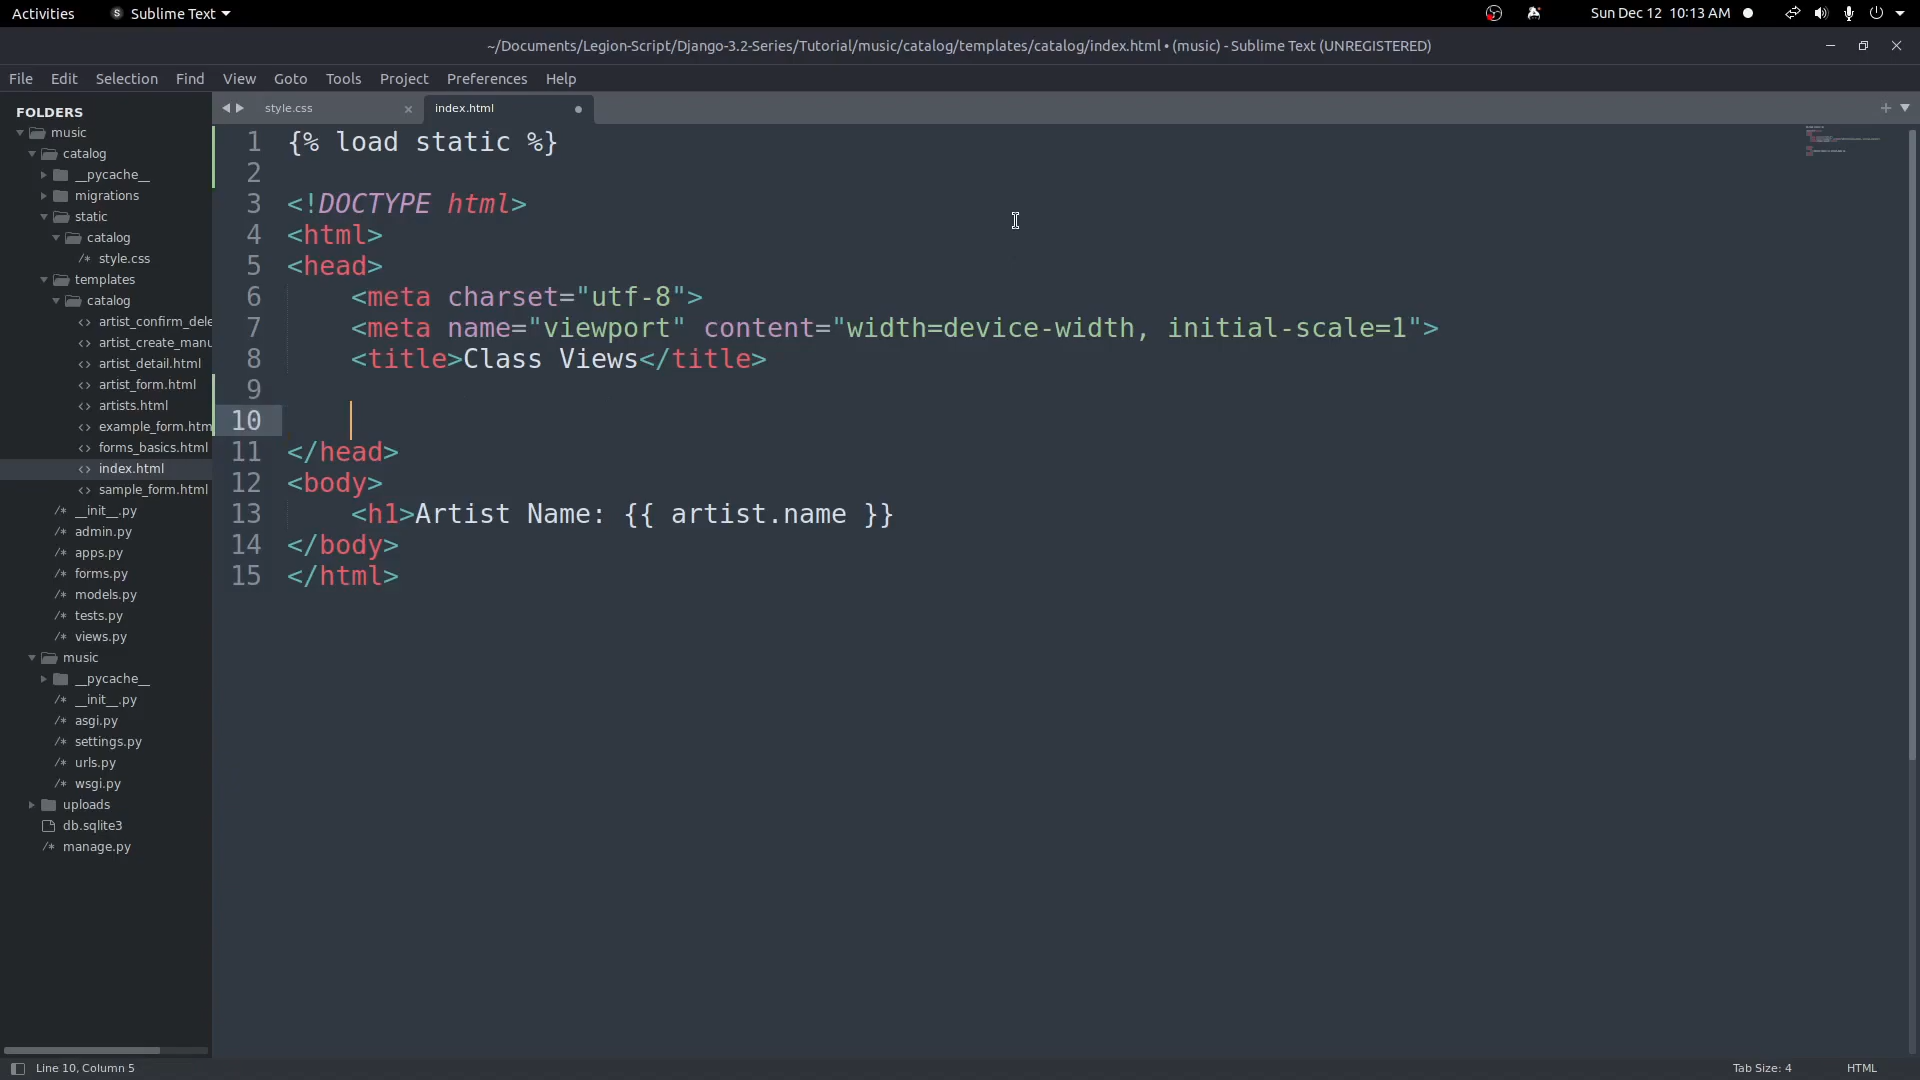 Activities Sublime Text Sun Dec 12 10:13 AM
~/Documents/Legion-Script/Django-3.2-Series/Tutorial/music/catalog/templates/catalog/index.html • (music) - Sublime Text (UNREGISTERED)
File Edit Selection Find View Goto Tools Project Preferences Help
FOLDERS
music
catalog
__pycache__
migrations
static
catalog
/* style.css
templates
catalog
<> artist_confirm_dele
<> artist_create_manu
<> artist_detail.html
<> artist_form.html
<> artists.html
<> example_form.htm
<> forms_basics.html
<> index.html
<> sample_form.html
/* __init__.py
/* admin.py
/* apps.py
/* forms.py
/* models.py
/* tests.py
/* views.py
music
__pycache__
/* __init__.py
/* asgi.py
/* settings.py
/* urls.py
/* wsgi.py
uploads
db.sqlite3
/* manage.py
style.css × index.html
1 {% load static %}
2
3 <!DOCTYPE html>
4 <html>
5 <head>
6 <meta charset="utf-8">
7 <meta name="viewport" content="width=device-width, initial-scale=1">
8 <title>Class Views</title>
9
10
11 </head>
12 <body>
13 <h1>Artist Name: {{ artist.name }}
14 </body>
15 </html>
Line 10, Column 5 Tab Size: 4 HTML